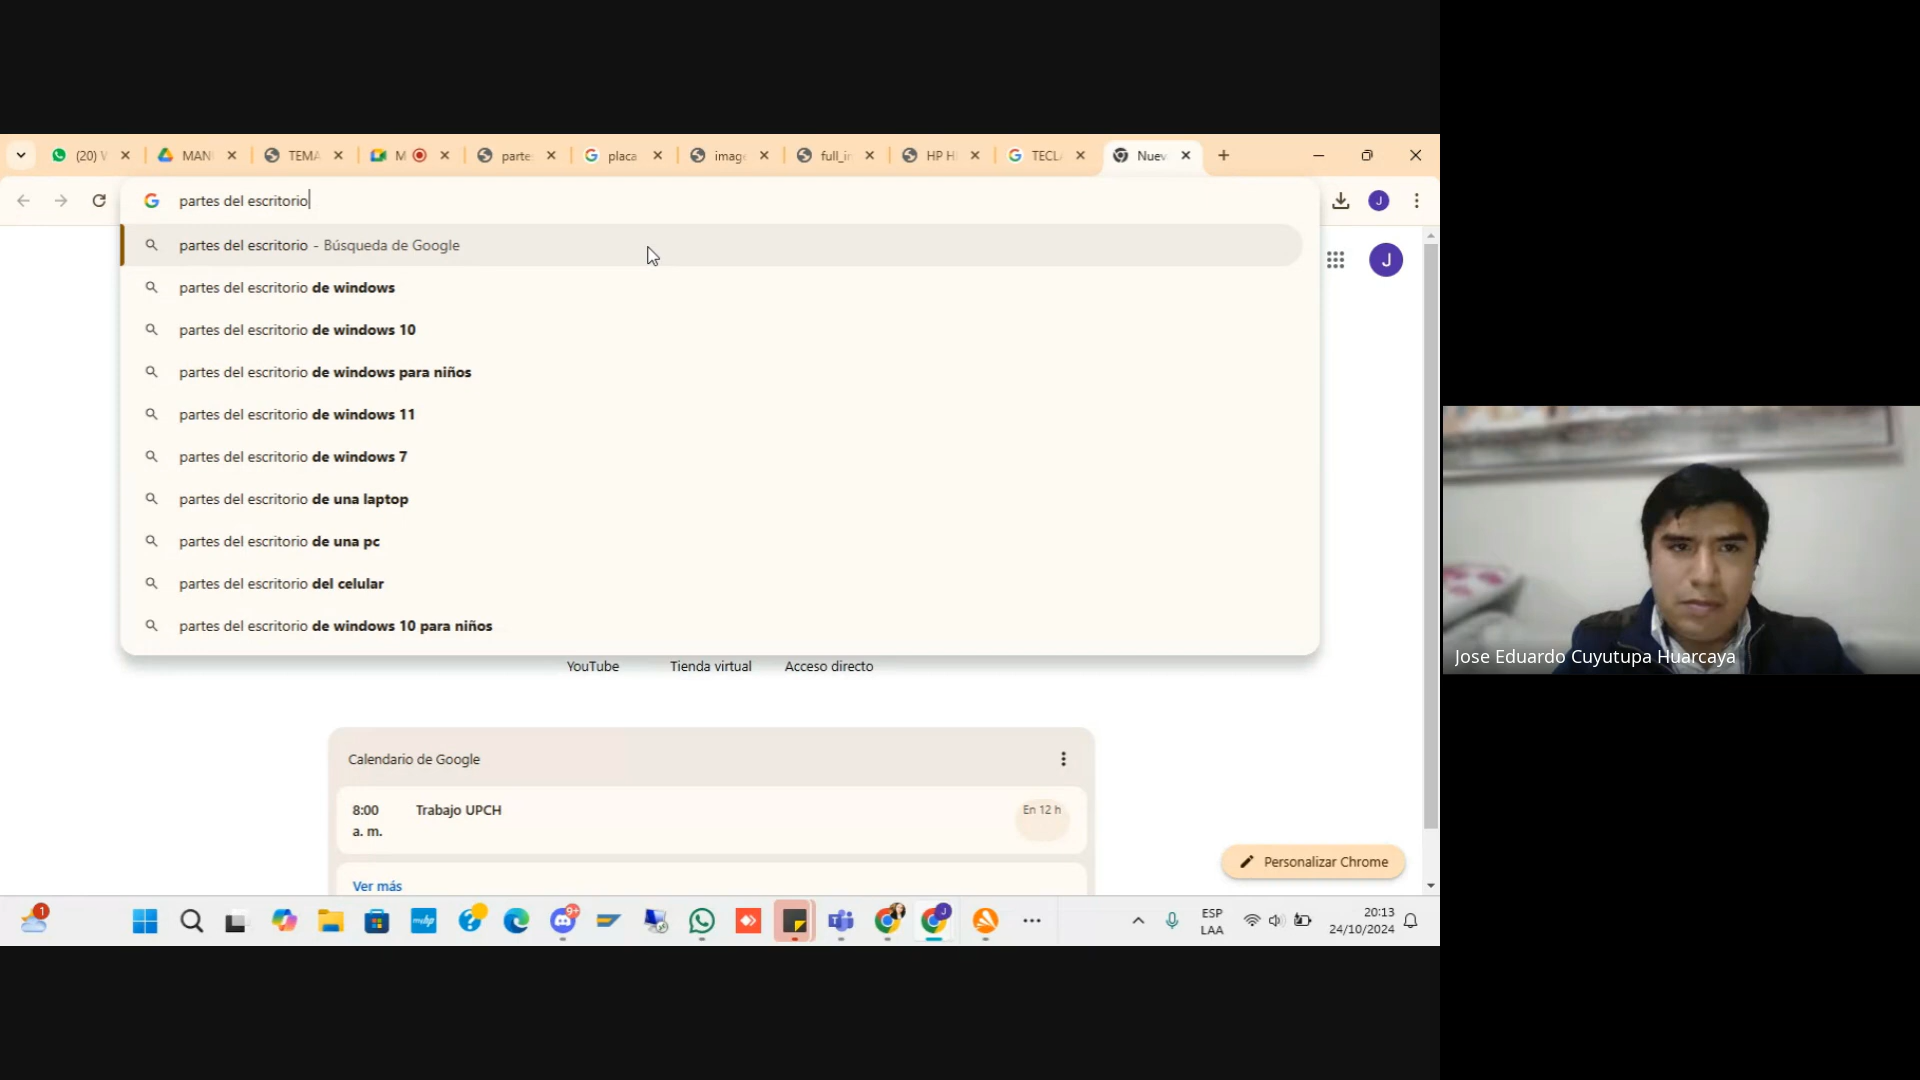 (20) V
MAN
TEMA
M
parte
placa
image
full_in
HP H
TECL
Nuev
partes del escritorio
J
partes del escritorio - Búsqueda de Google
J
partes del escritorio de windows
partes del escritorio de windows 10
partes del escritorio de windows para niños
partes del escritorio de windows 11
partes del escritorio de windows 7
partes del escritorio de una laptop
partes del escritorio de una pc
partes del escritorio del celular
partes del escritorio de windows 10 para niños
YouTube
Tienda virtual
Acceso directo
Calendario de Google
8:00
a. m.
Trabajo UPCH
En 12 h
Personalizar Chrome
Ver más
1
myhp
9+
J
ESP
LAA
20:13
24/10/2024
Jose Eduardo Cuyutupa Huarcaya